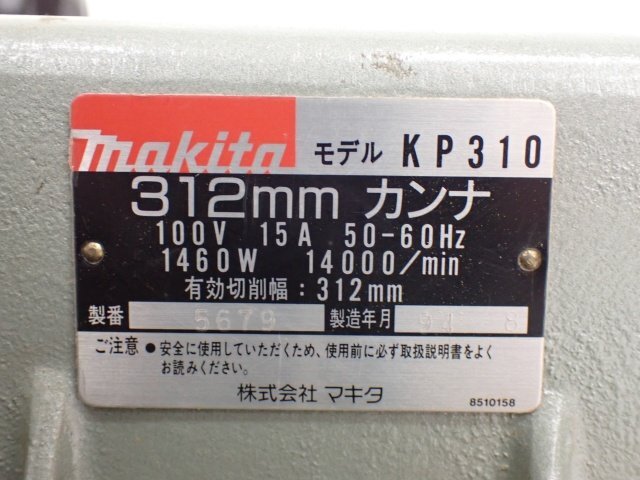 makita モデル KP310
312mm カンナ
100V 15A 50-60Hz
1460W 14000/min
有効切削幅：312mm
製番 5679 製造年月 94 8
ご注意 ●安全に使用していただくため、使用前に必ず取扱説明書をよく
お読みください。
株式会社 マキタ
8510158